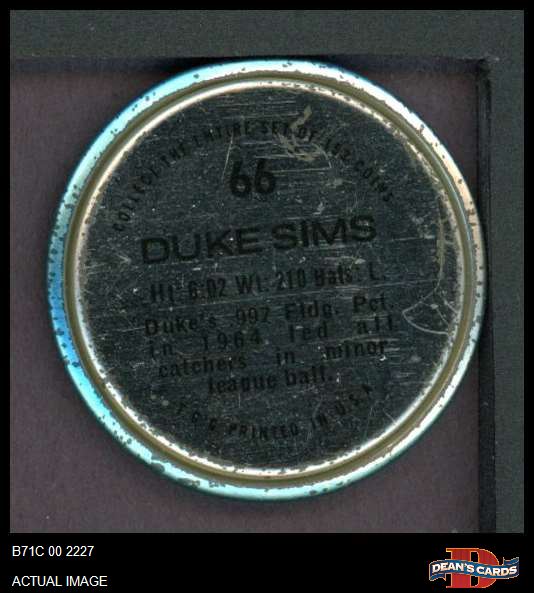 COLLECT THE ENTIRE SET OF 153 COINS
66
DUKE SIMS
Ht: 6:02 Wt: 210 Bats: L.
Duke's .992 Fldg. Pct.
in 1964 led all
catchers in minor
league ball.
T.C.G. PRINTED IN U.S.A.
B71C 00 2227
ACTUAL IMAGE
DEAN'S CARDS